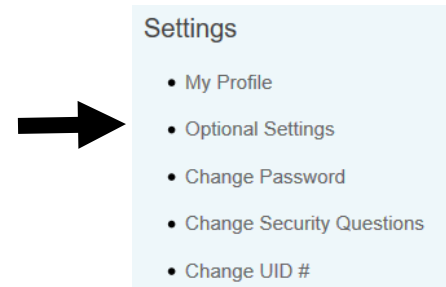 Settings
• My Profile
• Optional Settings
• Change Password
• Change Security Questions
• Change UID #